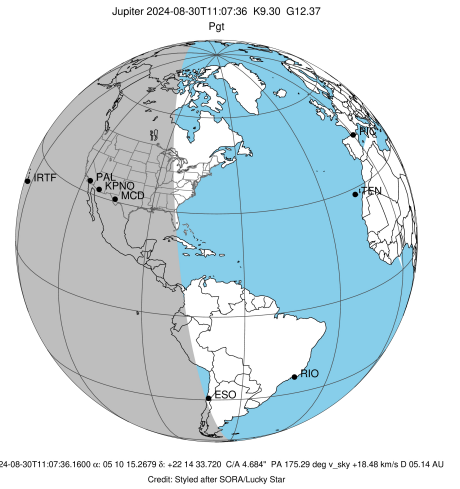 Jupiter 2024-08-30T11:07:36 K9.30 G12.37
Pgt
PIC
IRTF
PAL
KPNO
MCD
TEN
RIO
ESO
24-08-30T11:07:36.1600 α: 05 10 15.2679 δ: +22 14 33.720 C/A 4.684" PA 175.29 deg v_sky +18.48 km/s D 05.14 AU
Credit: Styled after SORA/Lucky Star